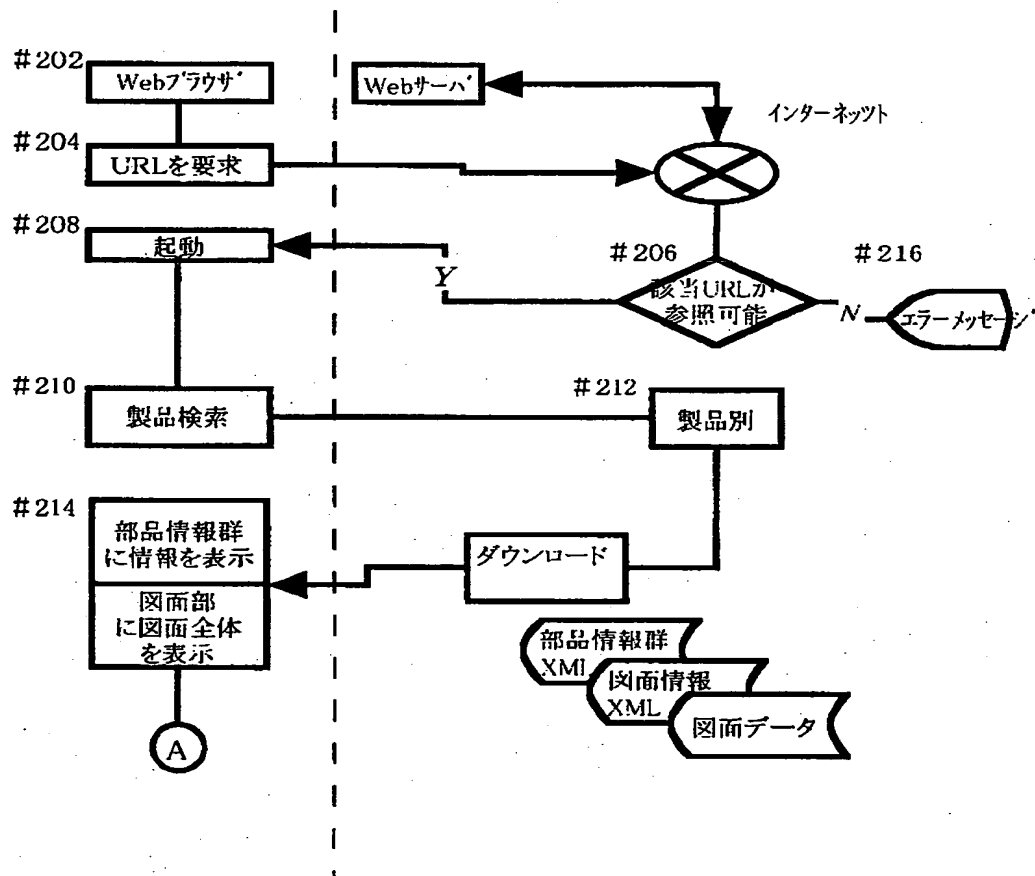 #202
Webブラウザ
Webサーバ
インターネッツト
#204
URLを要求
#208
起動
Y
#206
該当URLが
参照可能
N
#216
エラーメッセージ
#210
製品検索
#212
製品別
#214
部品情報群
に情報を表示
図面部
に図面全体
を表示
ダウンロード
部品情報群
XML
図面情報
XML
図面データ
A